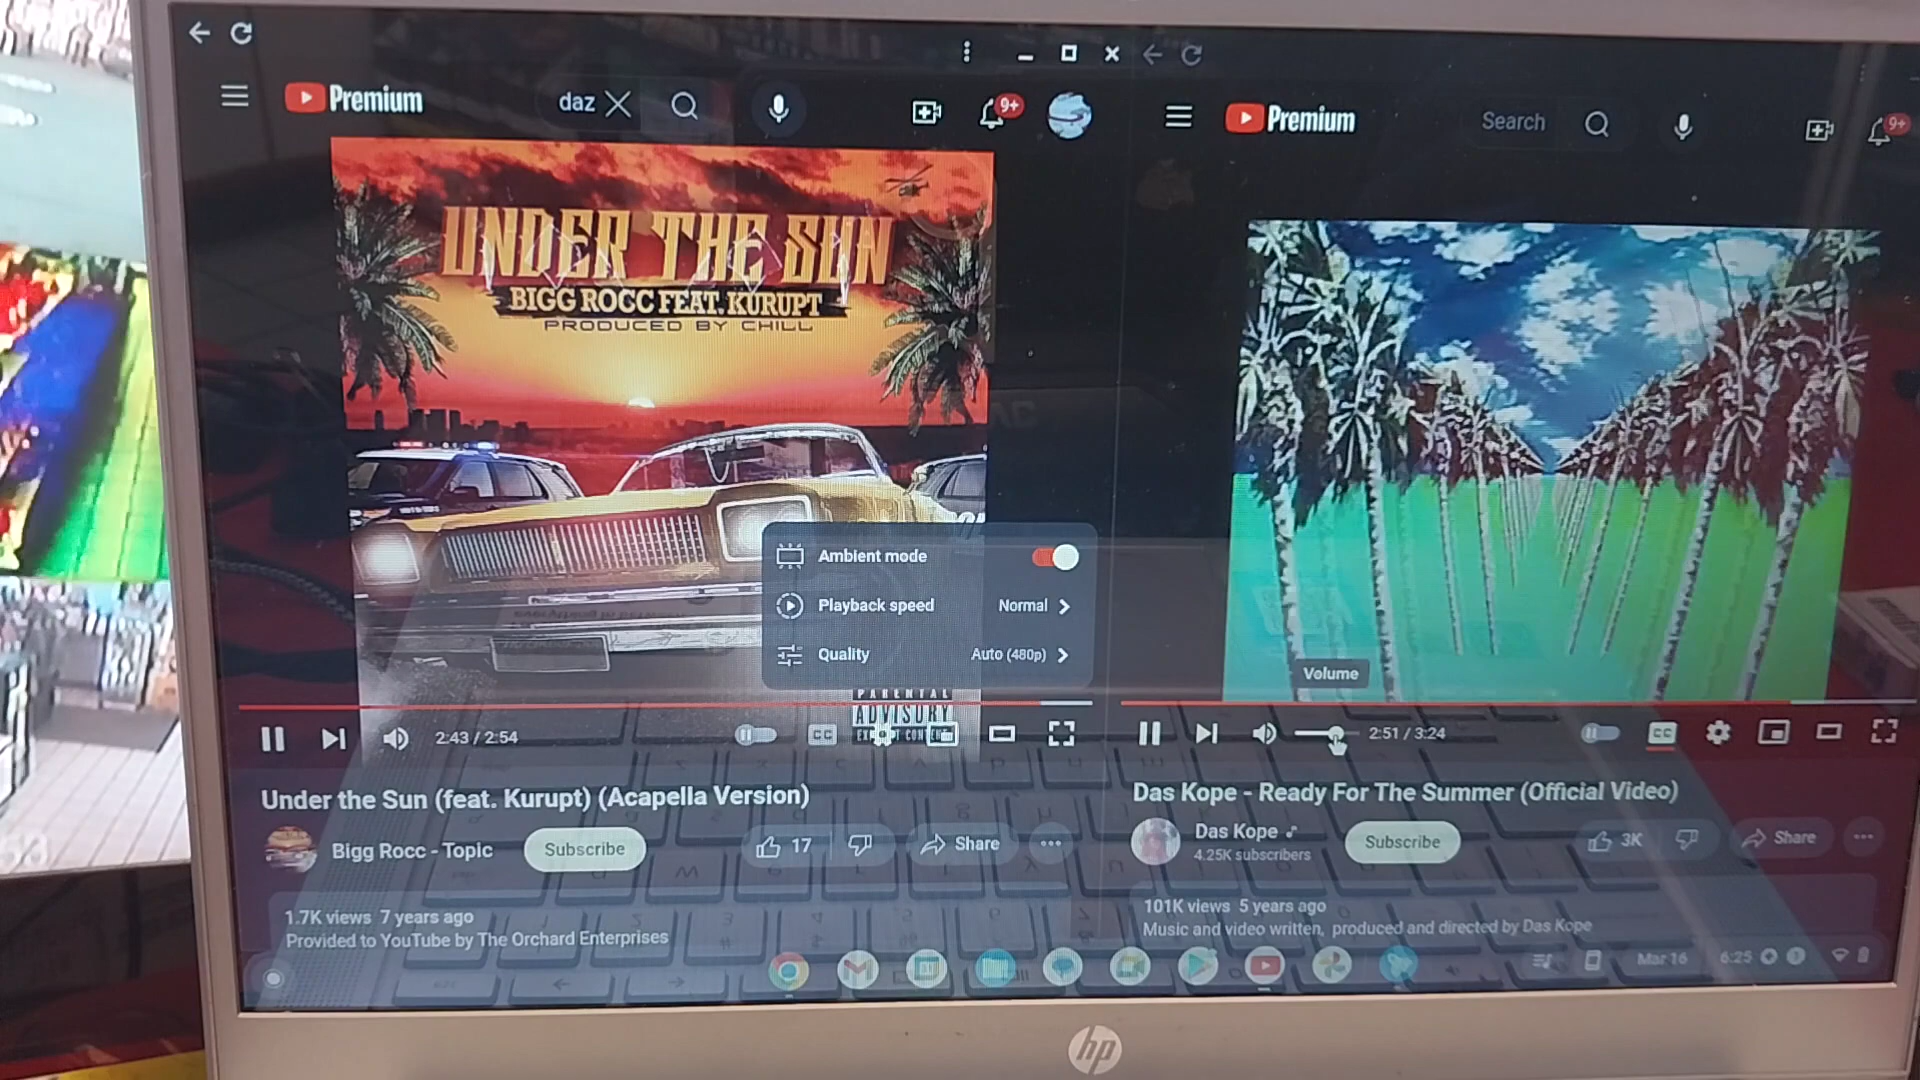 Premium
daz
9+
UNDER THE SUN
BIGG ROCC FEAT. KURUPT
PRODUCED BY CHILL
Ambient mode
Playback speed Normal
Quality Auto (480p)
PARENTAL
ADVISORY
2:43 / 2:54
CC
Under the Sun (feat. Kurupt) (Acapella Version)
Bigg Rocc - Topic
Subscribe
17
Share
1.7K views 7 years ago
Provided to YouTube by The Orchard Enterprises
Premium
Search
9+
Volume
2:51 / 3:24
CC
Das Kope - Ready For The Summer (Official Video)
Das Kope
4.25K subscribers
Subscribe
3K
Share
101K views 5 years ago
Music and video written, produced and directed by Das Kope
Mar 16
6:25
hp
53